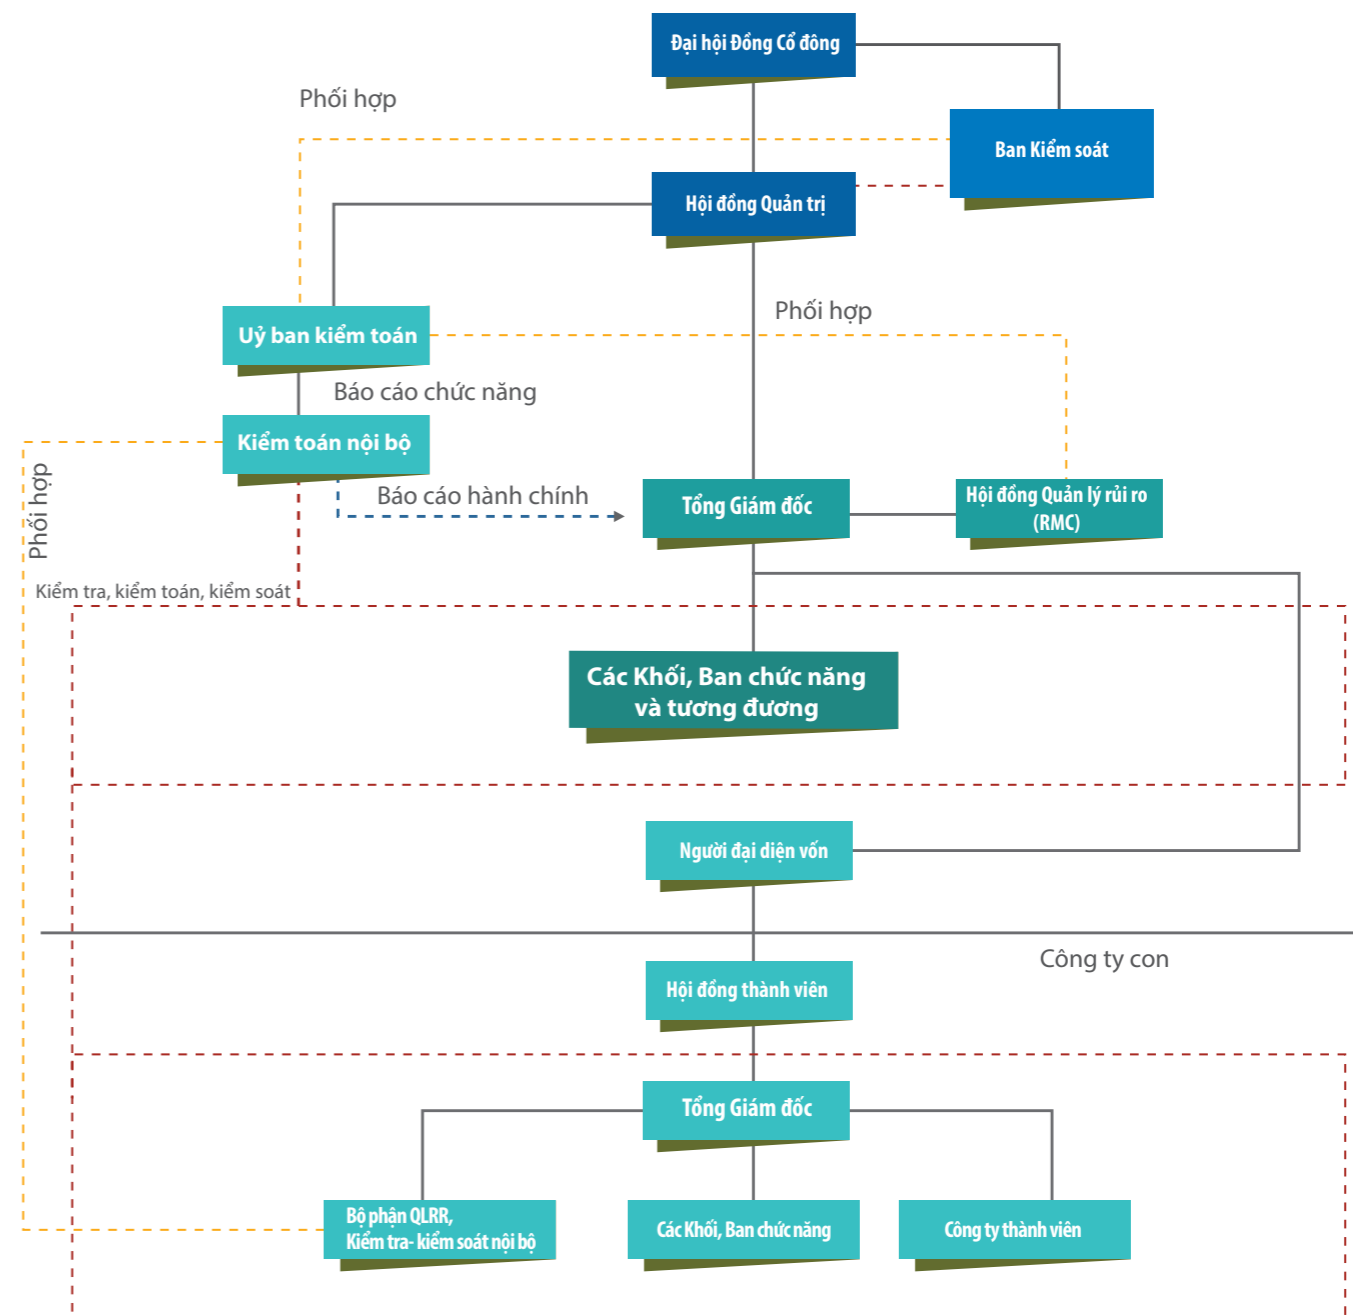 Đại hội Đồng Cổ đông
Phối hợp
Ban Kiểm soát
Hội đồng Quản trị
Phối hợp
Uỷ ban kiểm toán
Báo cáo chức năng
Kiểm toán nội bộ
Phối hợp
Báo cáo hành chính
Tổng Giám đốc
Hội đồng Quản lý rủi ro
(RMC)
Kiểm tra, kiểm toán, kiểm soát
Các Khối, Ban chức năng
và tương đương
Người đại diện vốn
Công ty con
Hội đồng thành viên
Tổng Giám đốc
Bộ phận QLRR,
Kiểm tra- kiểm soát nội bộ
Các Khối, Ban chức năng
Công ty thành viên